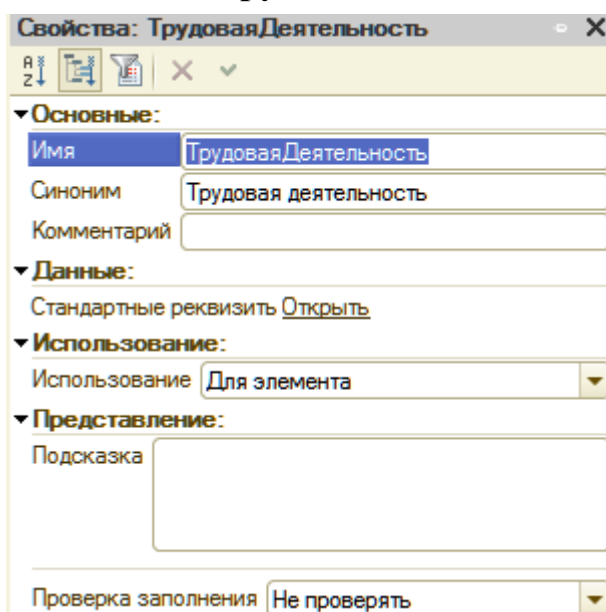 Свойства: ТрудоваяДеятельность
Основные:
Имя ТрудоваяДеятельность
Синоним Трудовая деятельность
Комментарий
Данные:
Стандартные реквизить Открыть
Использование:
Использование Для элемента
Представление:
Подсказка
Проверка заполнения Не проверять